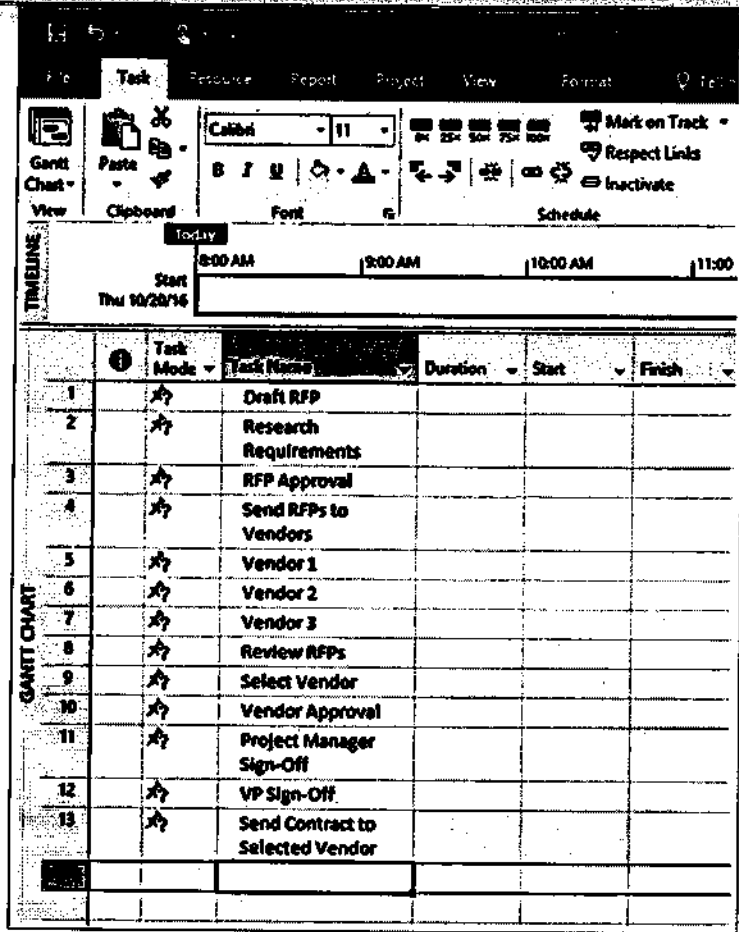 File Task Resource Report Project View Format
Calibri 11
0% 25% 50% 75% 100%
Mark on Track
Respect Links
Inactivate
Gantt
Chart
Paste
B I U A
View Clipboard Font Schedule
TIMELINE
Today
8:00 AM 9:00 AM 10:00 AM 11:00
Start
Thu 10/20/16
GANTT CHART
Task
Mode Task Name Duration Start Finish
1 Draft RFP
2 Research
Requirements
3 RFP Approval
4 Send RFPs to
Vendors
5 Vendor 1
6 Vendor 2
7 Vendor 3
8 Review RFPs
9 Select Vendor
10 Vendor Approval
11 Project Manager
Sign-Off
12 VP Sign-Off
13 Send Contract to
Selected Vendor